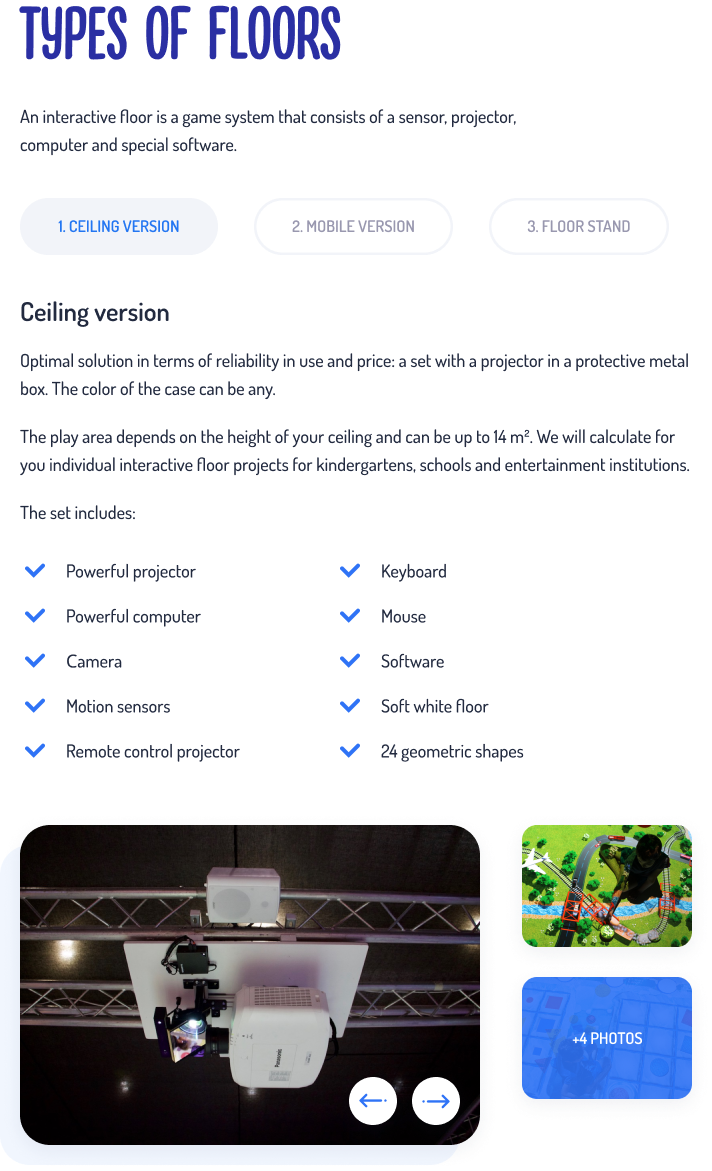 TYPES OF FLOORS
An interactive floor is a game system that consists of a sensor, projector,
computer and special software.
1. CEILING VERSION
2. MOBILE VERSION
3. FLOOR STAND
Ceiling version
Optimal solution in terms of reliability in use and price: a set with a projector in a protective metal
box. The color of the case can be any.
The play area depends on the height of your ceiling and can be up to 14 m². We will calculate for
you individual interactive floor projects for kindergartens, schools and entertainment institutions.
The set includes:
Powerful projector
Powerful computer
Camera
Motion sensors
Remote control projector
Keyboard
Mouse
Software
Soft white floor
24 geometric shapes
Panasonic
+4 PHOTOS